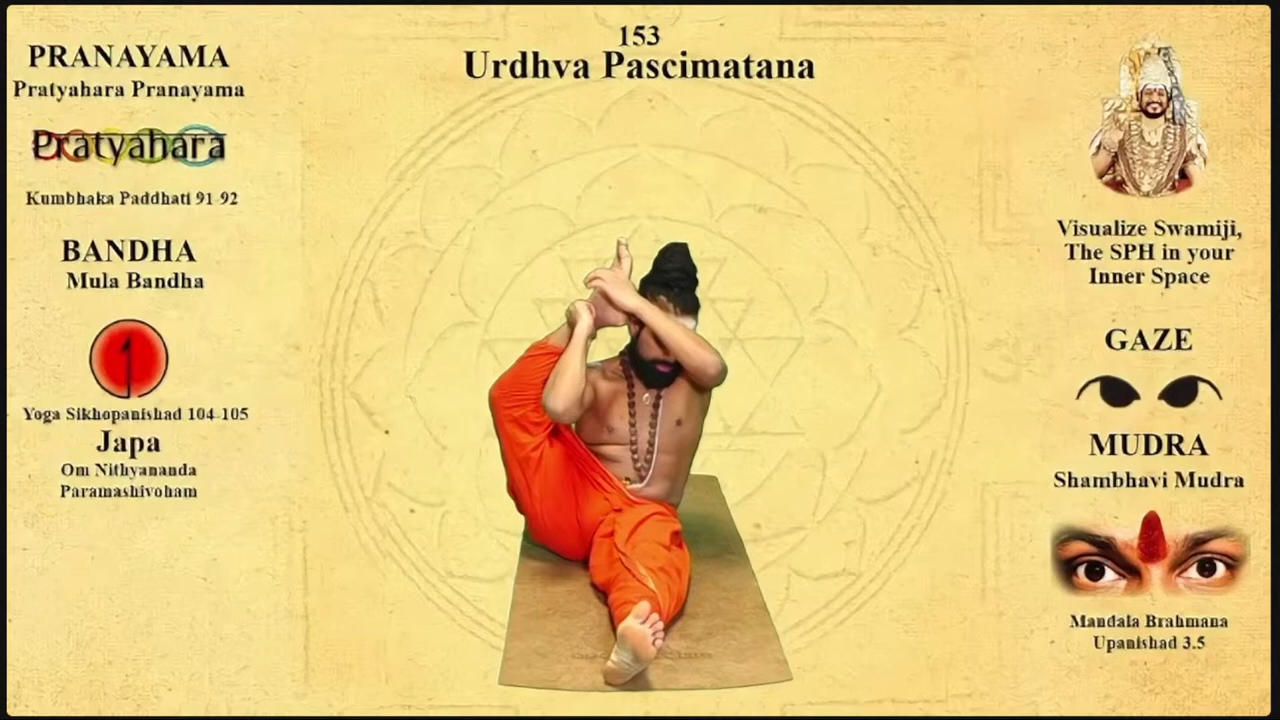 153
Urdhva Pascimatana
PRANAYAMA
Pratyahara Pranayama
Pratyahara
Kumbhaka Paddhati 91-92
BANDHA
Mula Bandha
Yoga Sikhopanishad 104-105
Japa
Om Nithyananda
Paramashivoham
Visualize Swamiji,
The SPH in your
Inner Space
GAZE
MUDRA
Shambhavi Mudra
Mandala Brahmana
Upanishad 3.5